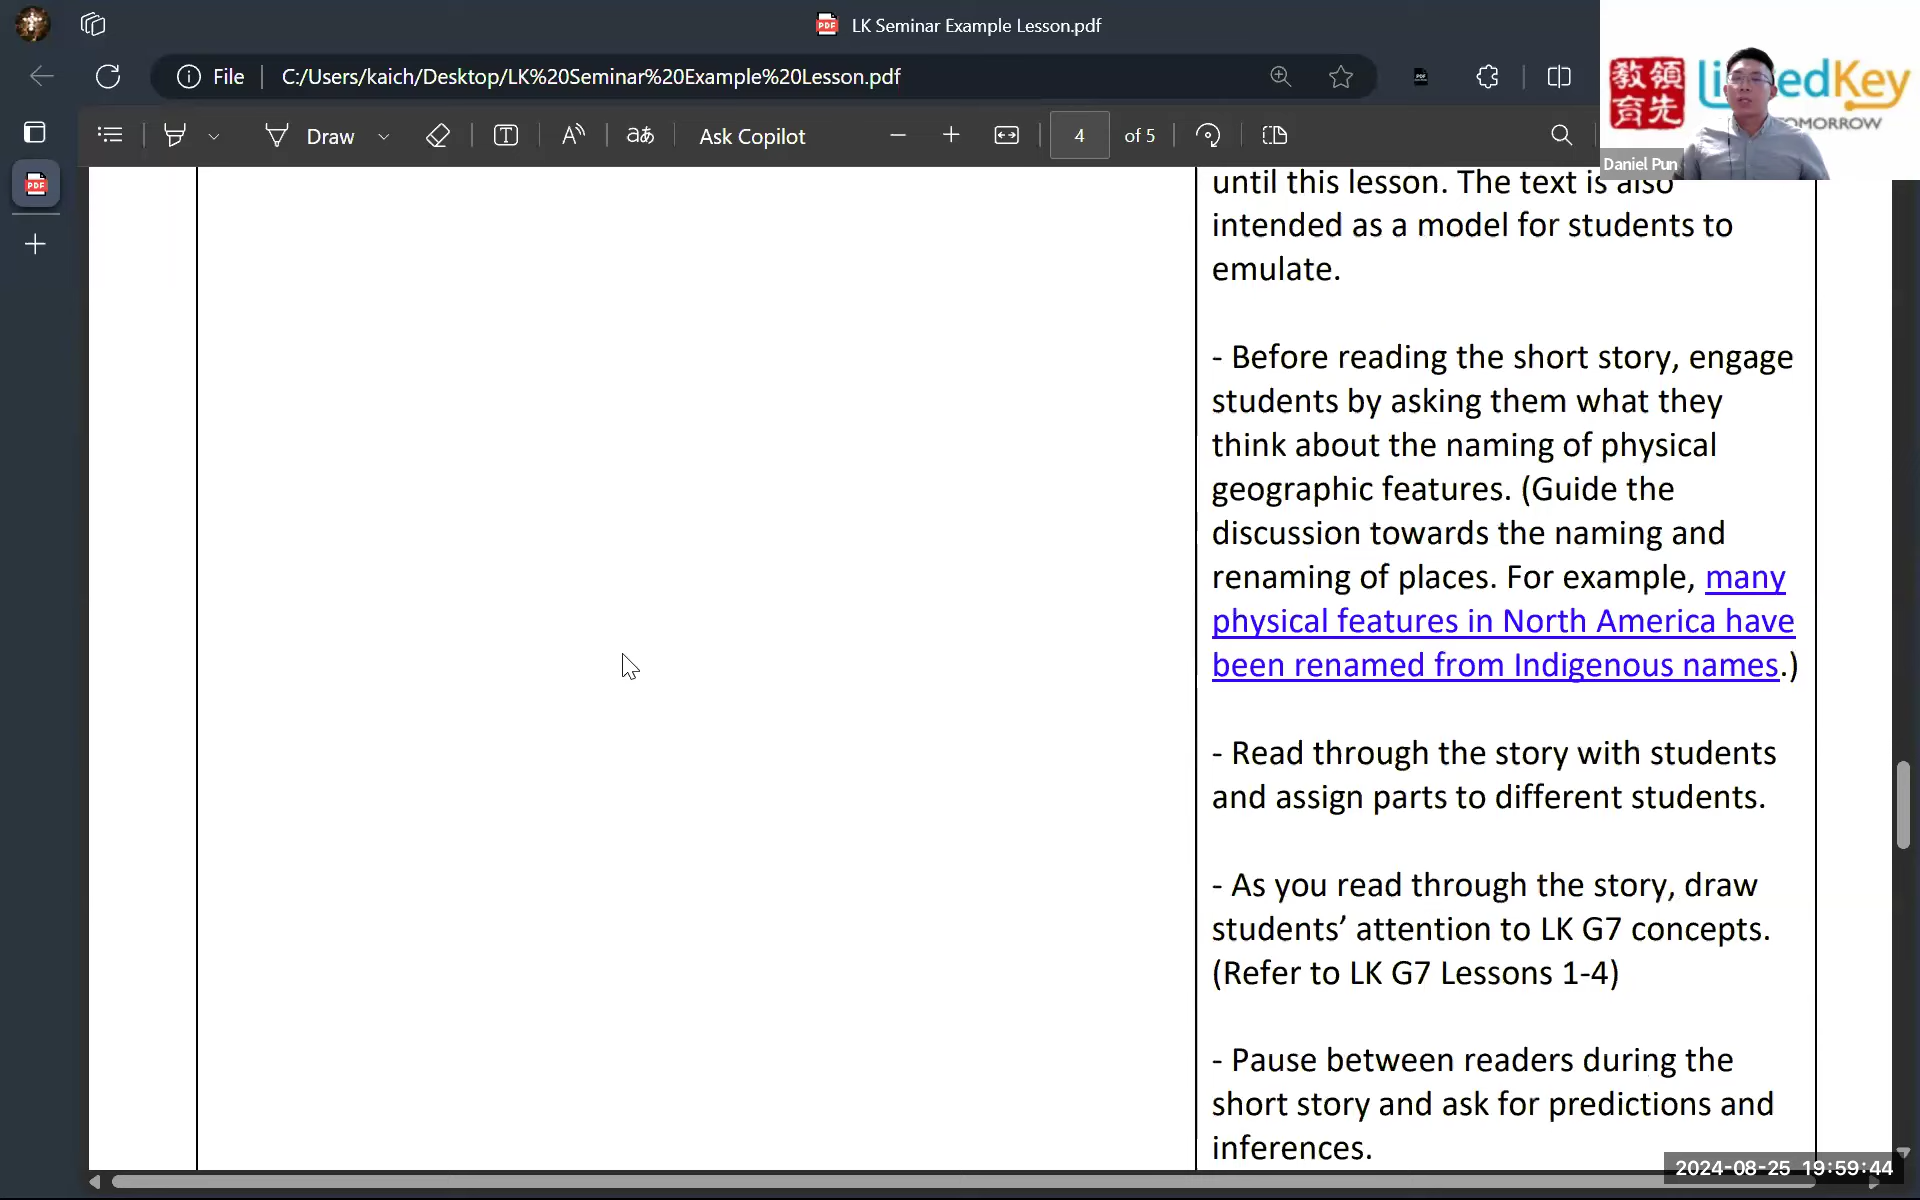 LK Seminar Example Lesson.pdf
File
C:/Users/kaich/Desktop/LK%20Seminar%20Example%20Lesson.pdf
Draw
Ask Copilot
4 of 5
教領
育先
edKey
TOMORROW
Daniel Pun
until this lesson. The text is also
intended as a model for students to
emulate.
- Before reading the short story, engage
students by asking them what they
think about the naming of physical
geographic features. (Guide the
discussion towards the naming and
renaming of places. For example, many
physical features in North America have
been renamed from Indigenous names.)
- Read through the story with students
and assign parts to different students.
- As you read through the story, draw
students’ attention to LK G7 concepts.
(Refer to LK G7 Lessons 1-4)
- Pause between readers during the
short story and ask for predictions and
inferences.
2024-08-25 19:59:44